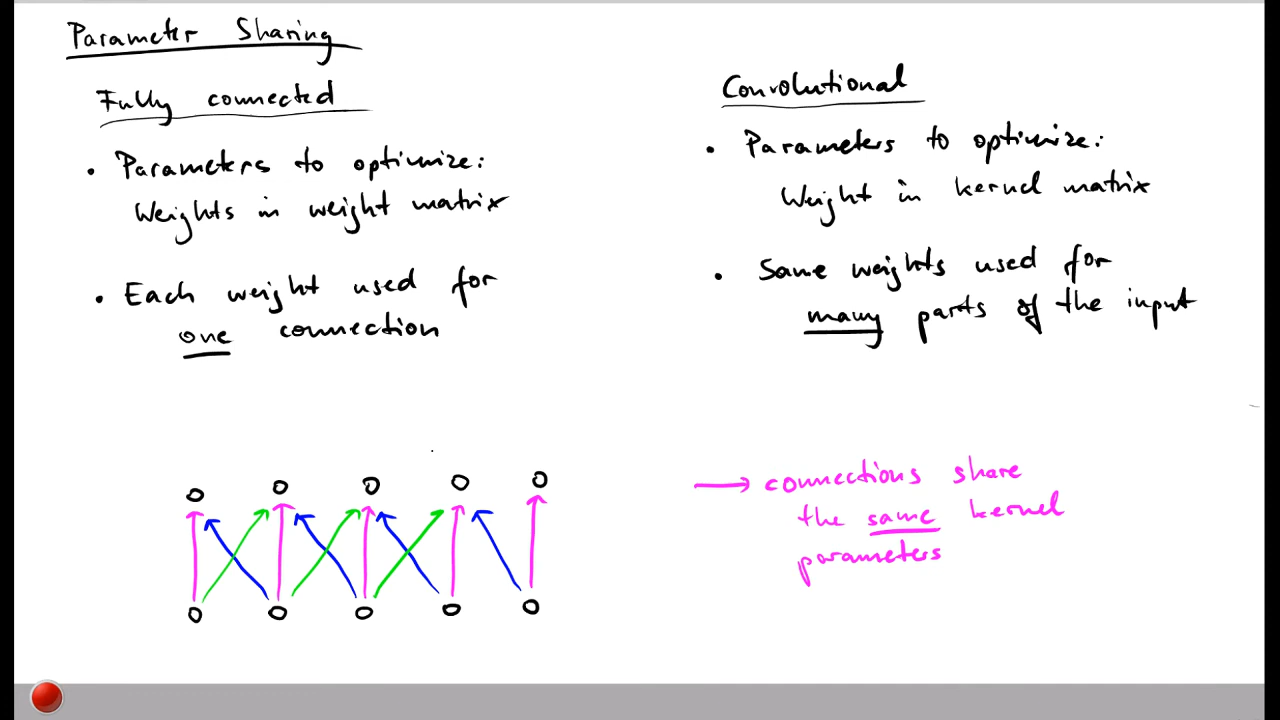 Parameter Sharing
Fully connected
• Parameters to optimize:
Weights in weight matrix
• Each weight used for
one connection
Convolutional
• Parameters to optimize:
Weight in kernel matrix
• Same weights used for
many parts of the input
→ connections share
the same kernel
parameters